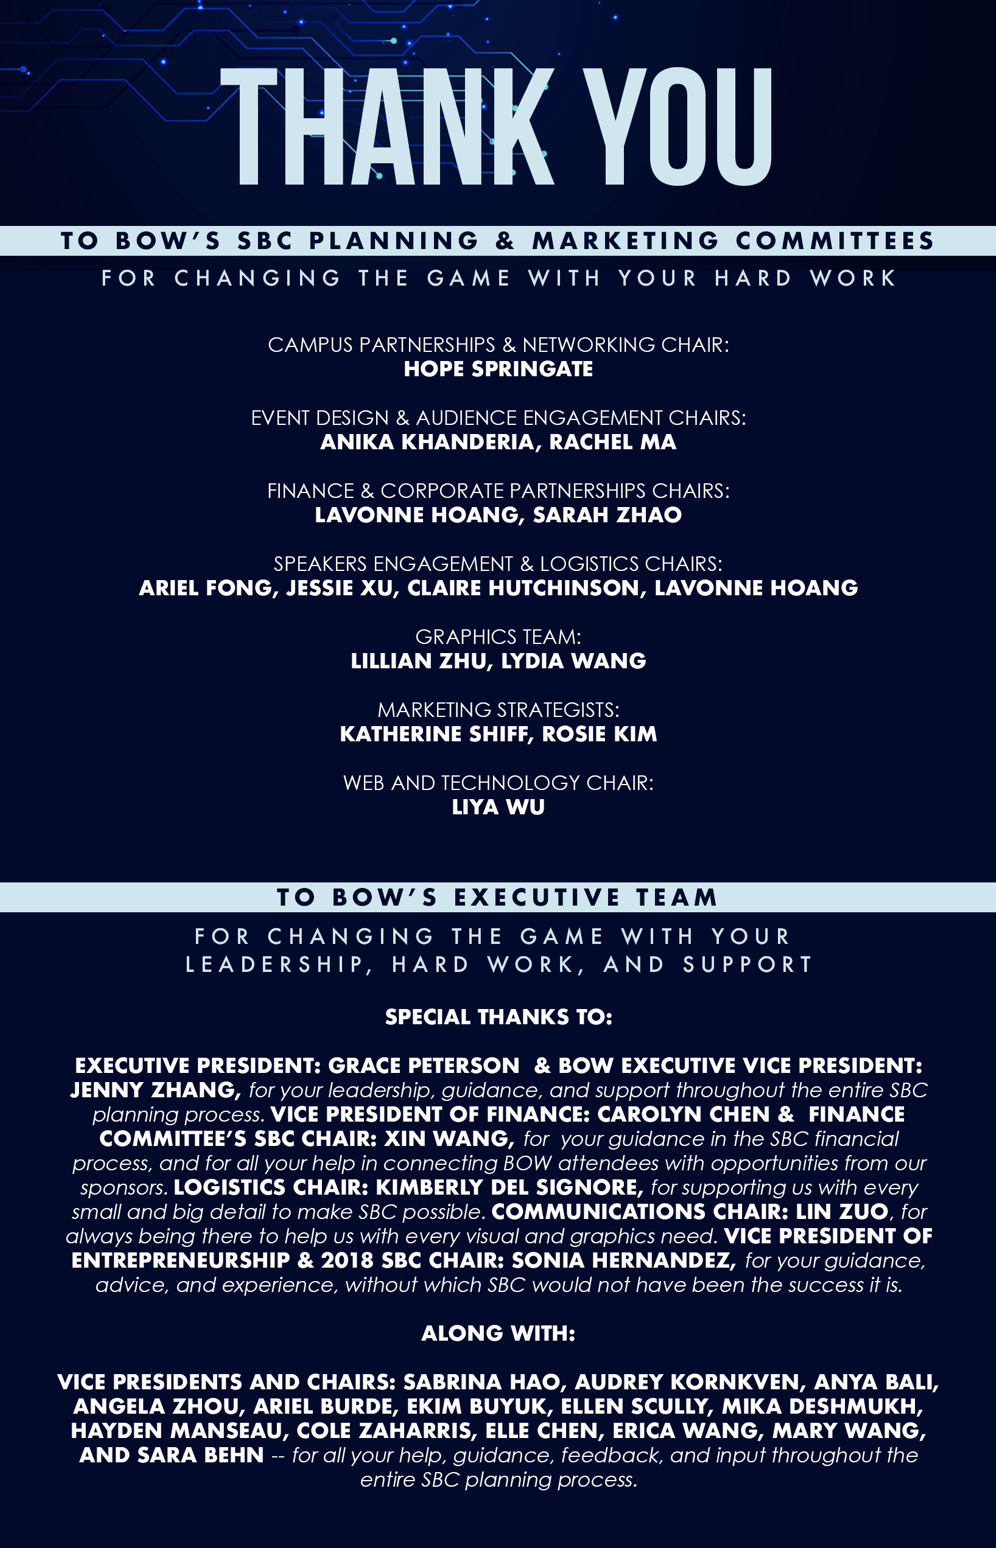 THANK YOU
TO BOW'S SBC PLANNING & MARKETING COMMITTEES
FOR CHANGING THE GAME WITH YOUR HARD WORK
CAMPUS PARTNERSHIPS & NETWORKING CHAIR:
HOPE SPRINGATE
EVENT DESIGN & AUDIENCE ENGAGEMENT CHAIRS:
ANIKA KHANDERIA, RACHEL MA
FINANCE & CORPORATE PARTNERSHIPS CHAIRS:
LAVONNE HOANG, SARAH ZHAO
SPEAKERS ENGAGEMENT & LOGISTICS CHAIRS:
ARIEL FONG, JESSIE XU, CLAIRE HUTCHINSON, LAVONNE HOANG
GRAPHICS TEAM:
LILLIAN ZHU, LYDIA WANG
MARKETING STRATEGISTS:
KATHERINE SHIFF, ROSIE KIM
WEB AND TECHNOLOGY CHAIR:
LIYA WU
TO BOW'S EXECUTIVE TEAM
FOR CHANGING THE GAME WITH YOUR
LEADERSHIP, HARD WORK, AND SUPPORT
SPECIAL THANKS TO:
EXECUTIVE PRESIDENT: GRACE PETERSON & BOW EXECUTIVE VICE PRESIDENT:
JENNY ZHANG, for your leadership, guidance, and support throughout the entire SBC
planning process. VICE PRESIDENT OF FINANCE: CAROLYN CHEN & FINANCE
COMMITTEE'S SBC CHAIR: XIN WANG, for your guidance in the SBC financial
process, and for all your help in connecting BOW attendees with opportunities from our
sponsors. LOGISTICS CHAIR: KIMBERLY DEL SIGNORE, for supporting us with every
small and big detail to make SBC possible. COMMUNICATIONS CHAIR: LIN ZUO, for
always being there to help us with every visual and graphics need. VICE PRESIDENT OF
ENTREPRENEURSHIP & 2018 SBC CHAIR: SONIA HERNANDEZ, for your guidance,
advice, and experience, without which SBC would not have been the success it is.
ALONG WITH:
VICE PRESIDENTS AND CHAIRS: SABRINA HAO, AUDREY KORNKVEN, ANYA BALI,
ANGELA ZHOU, ARIEL BURDE, EKIM BUYUK, ELLEN SCULLY, MIKA DESHMUKH,
HAYDEN MANSEAU, COLE ZAHARRIS, ELLE CHEN, ERICA WANG, MARY WANG,
AND SARA BEHN -- for all your help, guidance, feedback, and input throughout the
entire SBC planning process.